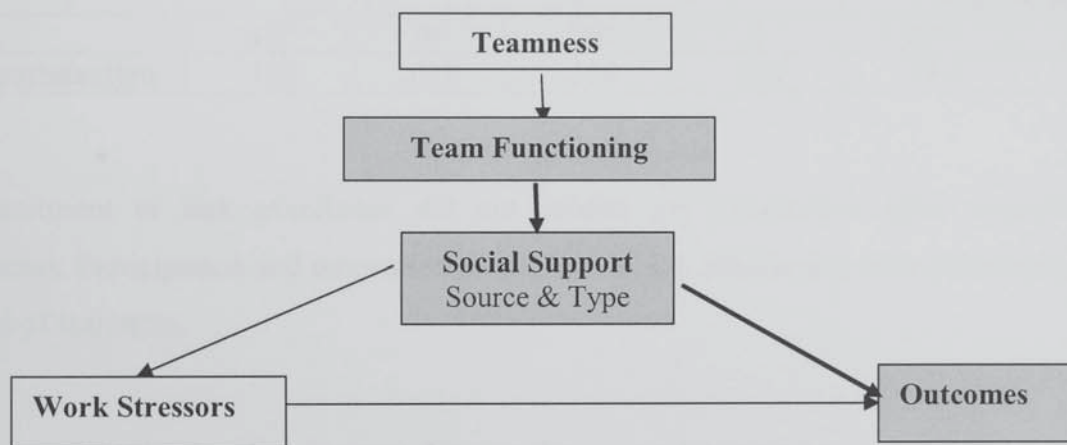 Teamness
Team Functioning
Social Support
Source & Type
Work Stressors
Outcomes